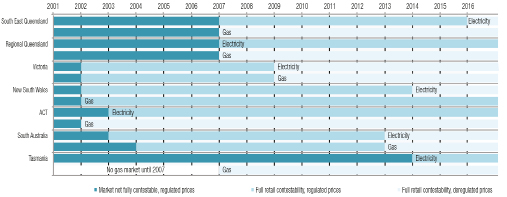 2001 2002 2003 2004 2005 2006 2007 2008 2009 2010 2011 2012 2013 2014 2015 2016
South East Queensland Electricity
Gas
Regional Queensland Electricity
Gas
Victoria Electricity
Gas
New South Wales Electricity
Gas
ACT Electricity
Gas
South Australia Electricity
Gas
Tasmania Electricity
No gas market until 2007 Gas
Market not fully contestable, regulated prices Full retail contestability, regulated prices Full retail contestability, deregulated prices